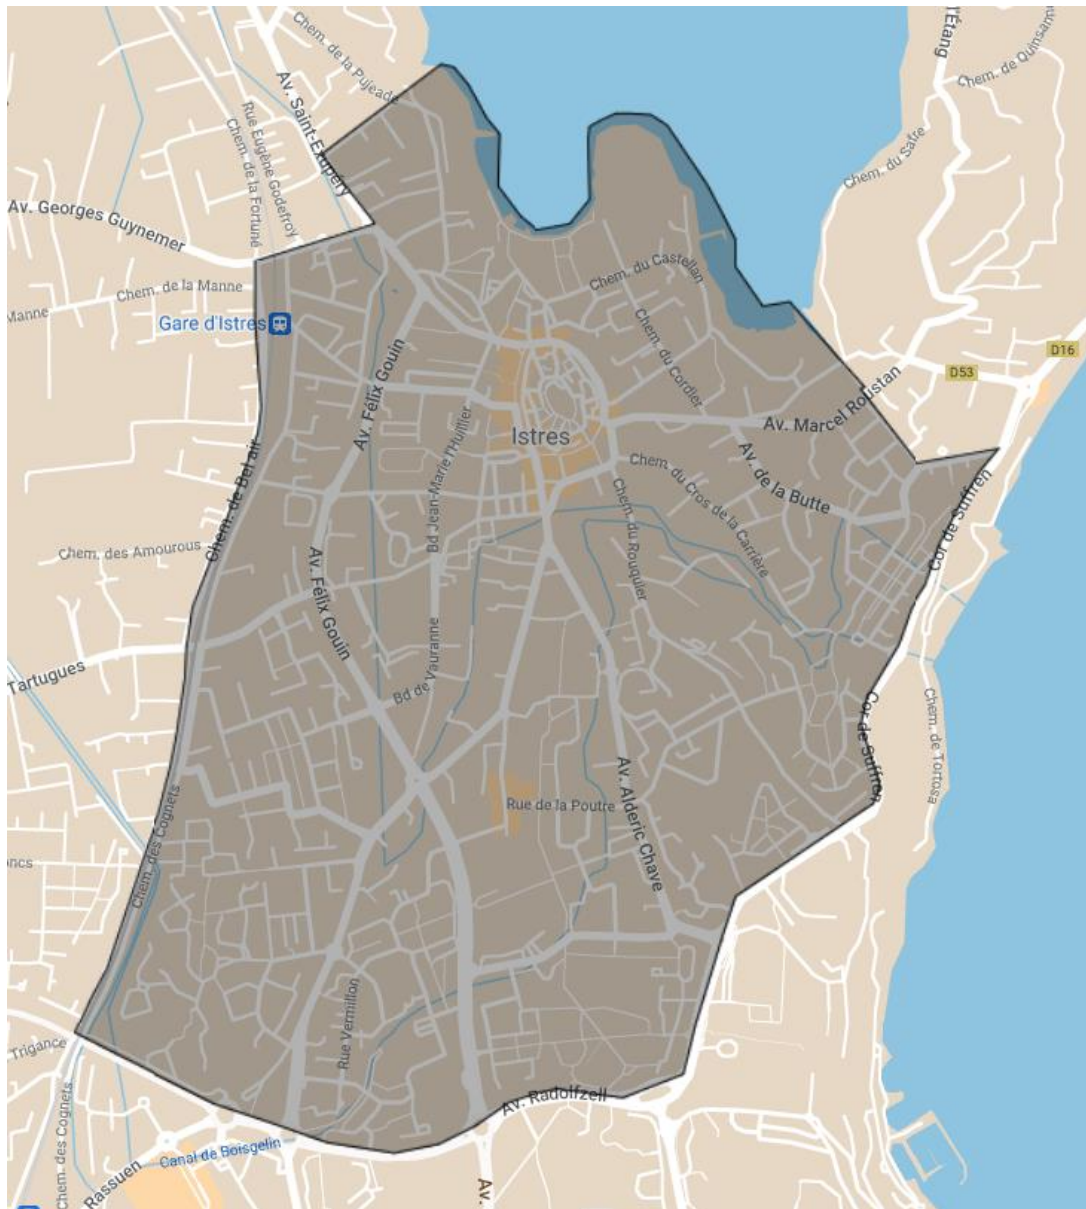 l'Étang
Chem. de la Pujeade
Chem. de Quinsane
Av. Saint-Exupéry
Rue Eugène Godefroy
Chem. de la Fortune
Chem. du Safre
Av. Georges Guynemer
Chem. du Castellan
Chem. de la Manne
Manne
Gare d'Istres
Chem. du Cordier
D16
D53
Av. Félix Gouin
Av. Marcel Roustan
Istres
Bd Jean-Marie l'Huillier
Av. de la Butte
Chem. du Cros de la Carrière
Chem. de Bel air
Chem. du Rouquier
Cor de Suffren
Chem. des Amourous
Av. Félix Gouin
Tartugues
Bd de Vauranne
Cor de Suffren
Chem. de Tortosa
Rue de la Poutre
Av. Alderic Chave
Chem. des Cognets
oncs
Rue Vermillon
Trigance
Av. Radolfzell
Chem. des Cognets
Canal de Boisgelin
Rassuen
Av.